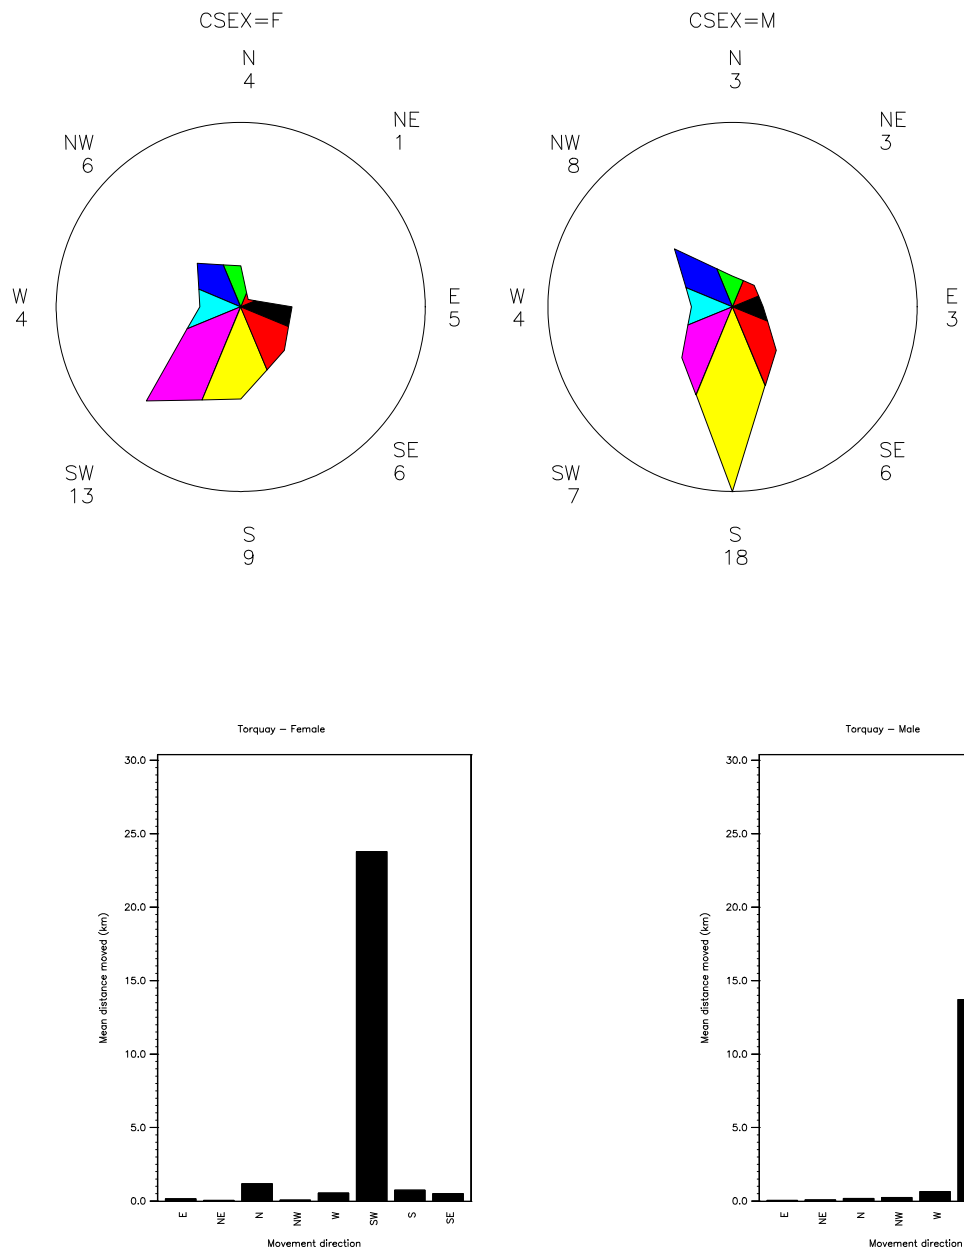 CSEX=F
N
4
NE
1
NW
6
W
4
E
5
SE
6
SW
13
S
9
CSEX=M
N
3
NE
3
NW
8
W
4
E
3
SE
6
SW
7
S
18
Torquay – Female
30.0
25.0
20.0
15.0
10.0
5.0
0.0
Mean distance moved (km)
E
NE
N
NW
W
SW
S
SE
Movement direction
Torquay – Male
30.0
25.0
20.0
15.0
10.0
5.0
0.0
Mean distance moved (km)
E
NE
N
NW
W
Movement direction